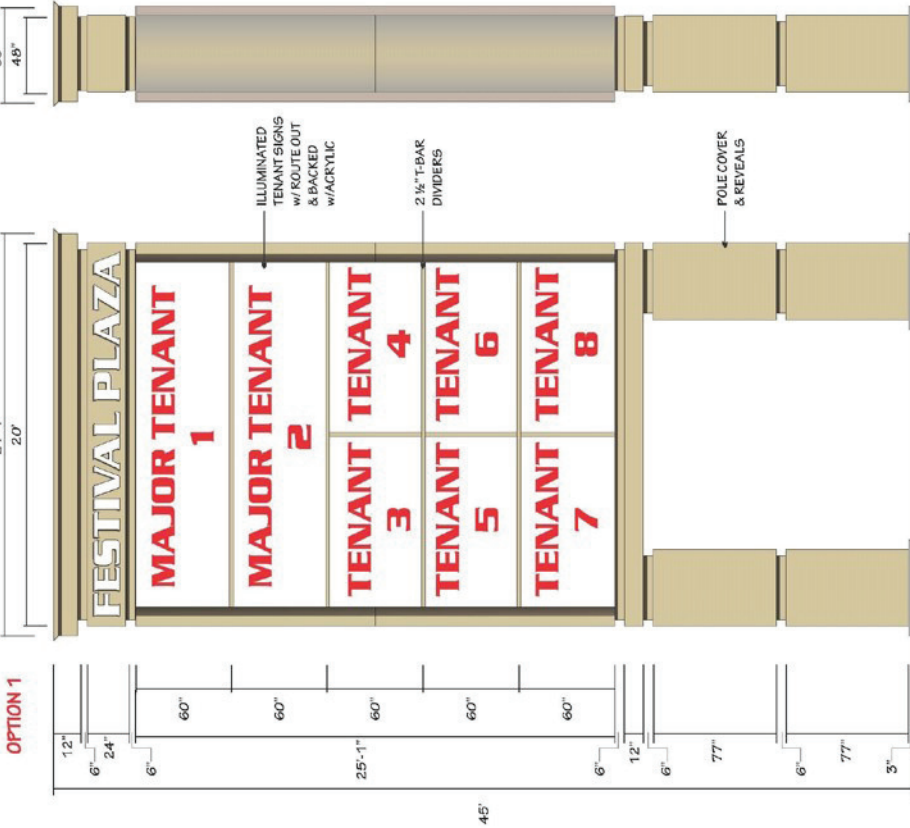 OPTION 1
48"
20'
FESTIVAL PLAZA
MAJOR TENANT
1
MAJOR TENANT
2
TENANT
3
TENANT
4
TENANT
5
TENANT
6
TENANT
7
TENANT
8
ILLUMINATED
TENANT SIGNS
w/ ROUTE OUT
& BACKED
w/ACRYLIC
2 ½" T-BAR
DIVIDERS
POLE COVER
& REVEALS
12"
6"
24"
6"
60"
60"
60"
60"
60"
25'-1"
6"
12"
6"
77"
6"
77"
3"
45'